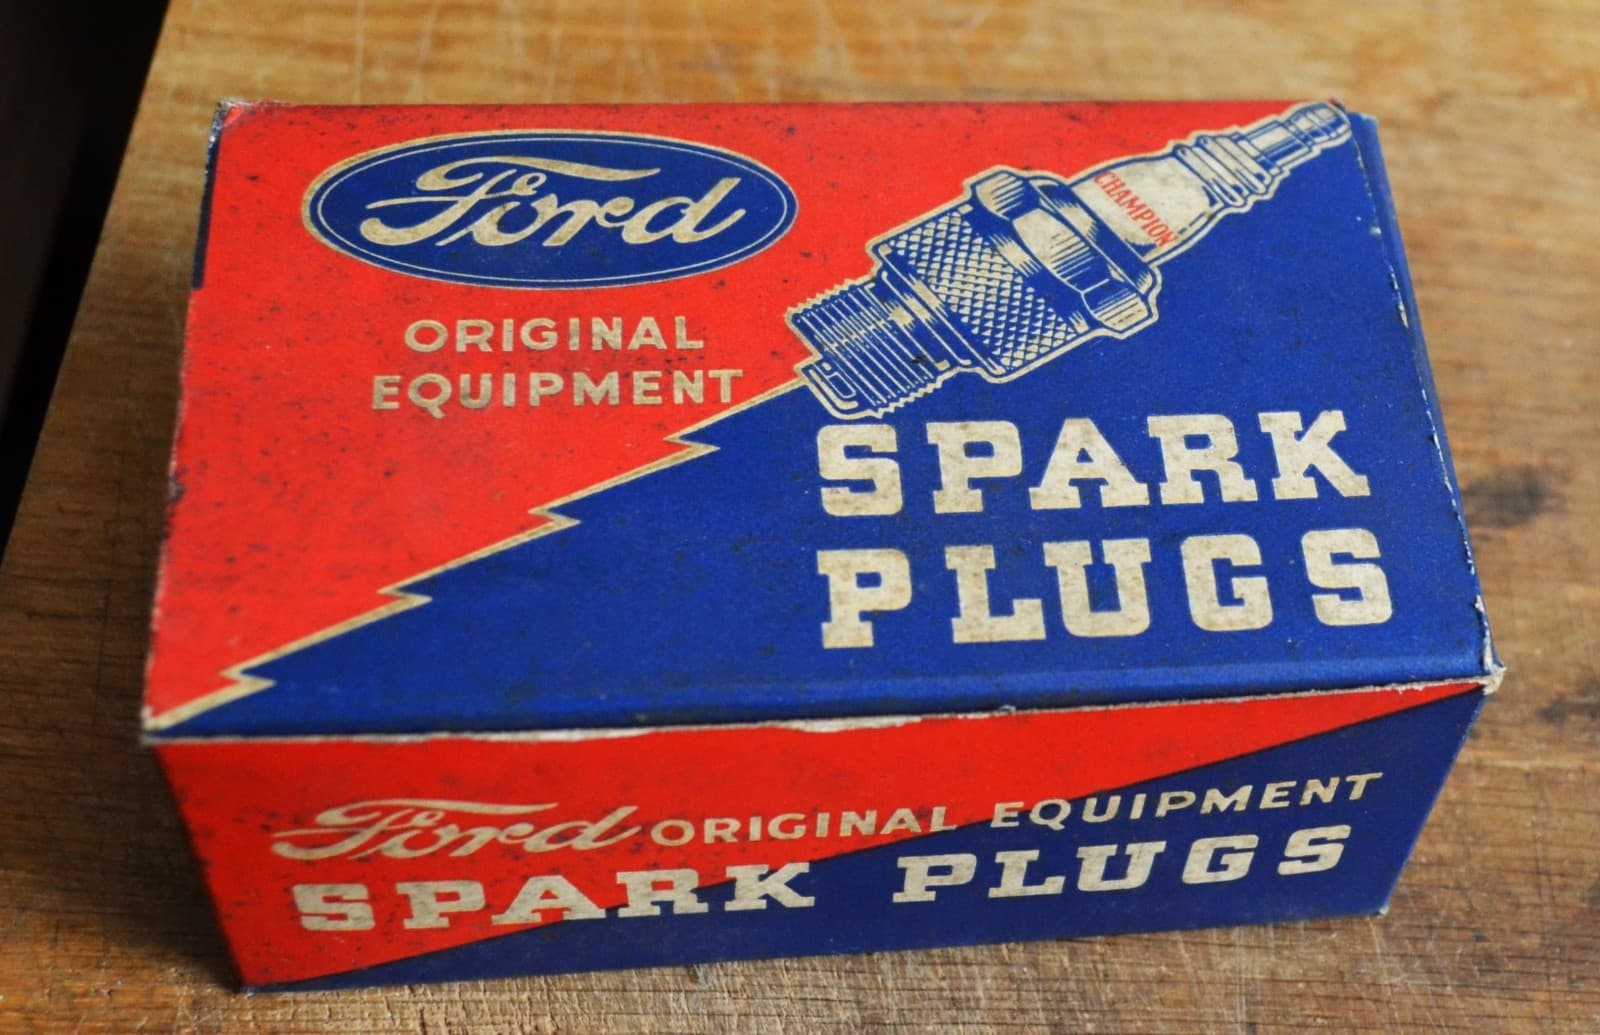 Ford
ORIGINAL
EQUIPMENT
CHAMPION
SPARK
PLUGS
Ford ORIGINAL EQUIPMENT
SPARK PLUGS